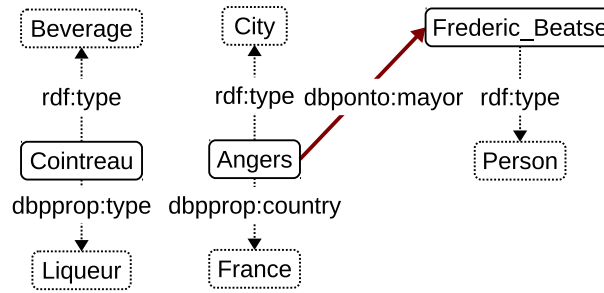 Beverage City Frederic_Beatse
rdf:type rdf:type dbponto:mayor rdf:type
Cointreau Angers Person
dbpprop:type dbpprop:country
Liqueur France